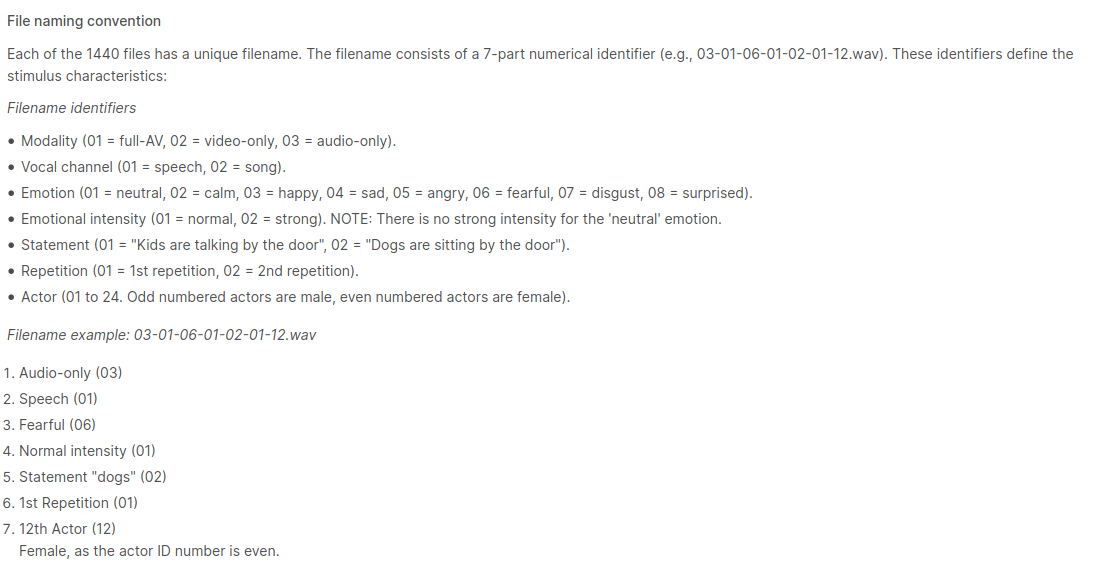 File naming convention
Each of the 1440 files has a unique filename. The filename consists of a 7-part numerical identifier (e.g., 03-01-06-01-02-01-12.wav). These identifiers define the
stimulus characteristics:
Filename identifiers
• Modality (01 = full-AV, 02 = video-only, 03 = audio-only).
• Vocal channel (01 = speech, 02 = song).
• Emotion (01 = neutral, 02 = calm, 03 = happy, 04 = sad, 05 = angry, 06 = fearful, 07 = disgust, 08 = surprised).
• Emotional intensity (01 = normal, 02 = strong). NOTE: There is no strong intensity for the 'neutral' emotion.
• Statement (01 = "Kids are talking by the door", 02 = "Dogs are sitting by the door").
• Repetition (01 = 1st repetition, 02 = 2nd repetition).
• Actor (01 to 24. Odd numbered actors are male, even numbered actors are female).
Filename example: 03-01-06-01-02-01-12.wav
1. Audio-only (03)
2. Speech (01)
3. Fearful (06)
4. Normal intensity (01)
5. Statement "dogs" (02)
6. 1st Repetition (01)
7. 12th Actor (12)
Female, as the actor ID number is even.